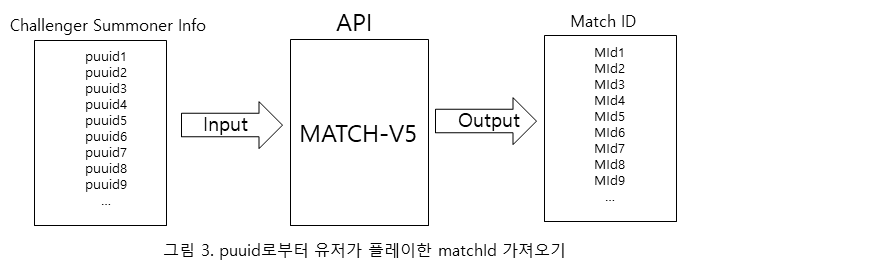 Challenger Summoner Info
puuid1
puuid2
puuid3
puuid4
puuid5
puuid6
puuid7
puuid8
puuid9
...
Input
API
MATCH-V5
Output
Match ID
MId1
MId2
MId3
MId4
MId5
MId6
MId7
MId8
MId9
...
그림 3. puuid로부터 유저가 플레이한 matchId 가져오기